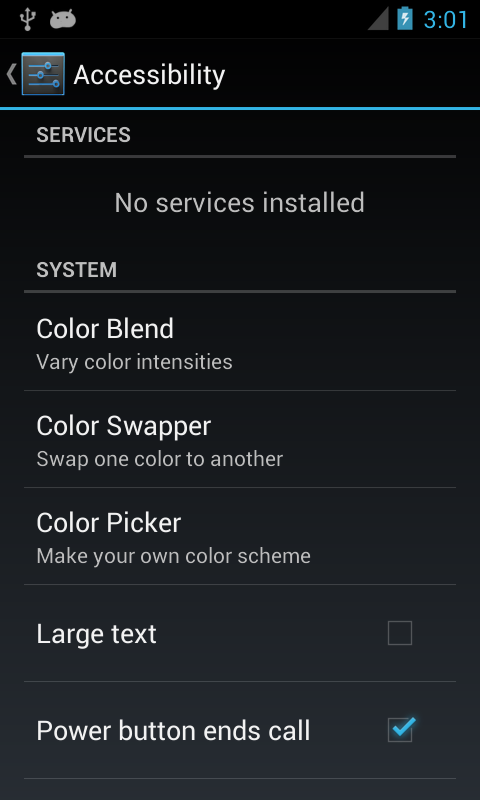 3:01
Accessibility
SERVICES
No services installed
SYSTEM
Color Blend
Vary color intensities
Color Swapper
Swap one color to another
Color Picker
Make your own color scheme
Large text
Power button ends call